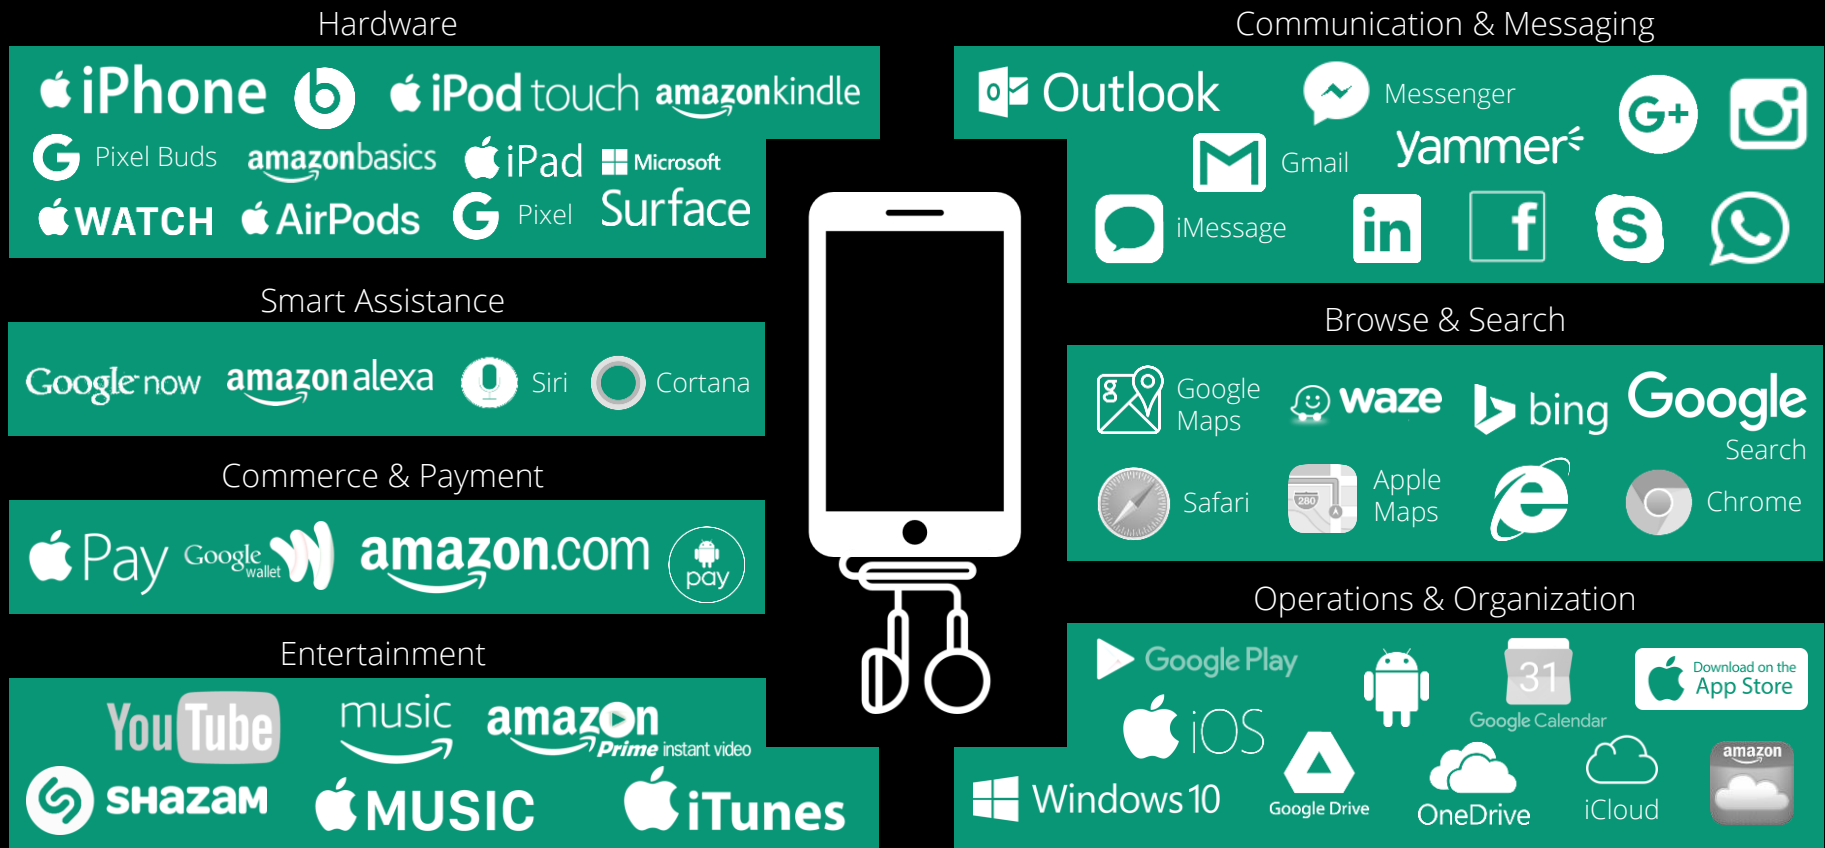 Hardware
iPhone
b
iPod touch
amazonkindle
G Pixel Buds
amazonbasics
iPad
Microsoft
Surface
WATCH
AirPods
G Pixel
Smart Assistance
Google now
amazon alexa
Siri
Cortana
Commerce & Payment
Pay
Google
wallet
amazon.com
pay
Entertainment
YouTube
music
amazon
Prime instant video
SHAZAM
MUSIC
iTunes
Communication & Messaging
Outlook
Messenger
G+
Gmail
yammer
iMessage
in
f
S
Browse & Search
g
Google
Maps
waze
bing
Google
Search
Safari
280
Apple
Maps
e
Chrome
Operations & Organization
Google Play
31
Google Calendar
Download on the
App Store
iOS
Windows 10
Google Drive
OneDrive
iCloud
amazon